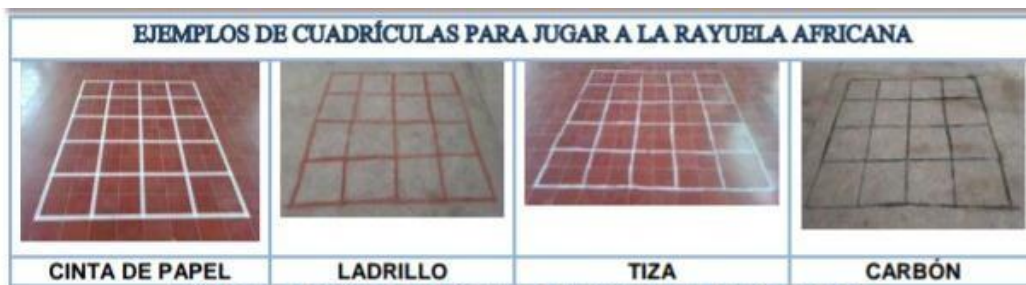 EJEMPLOS DE CUADRÍCULAS PARA JUGAR A LA RAYUELA AFRICANA
CINTA DE PAPEL
LADRILLO
TIZA
CARBÓN